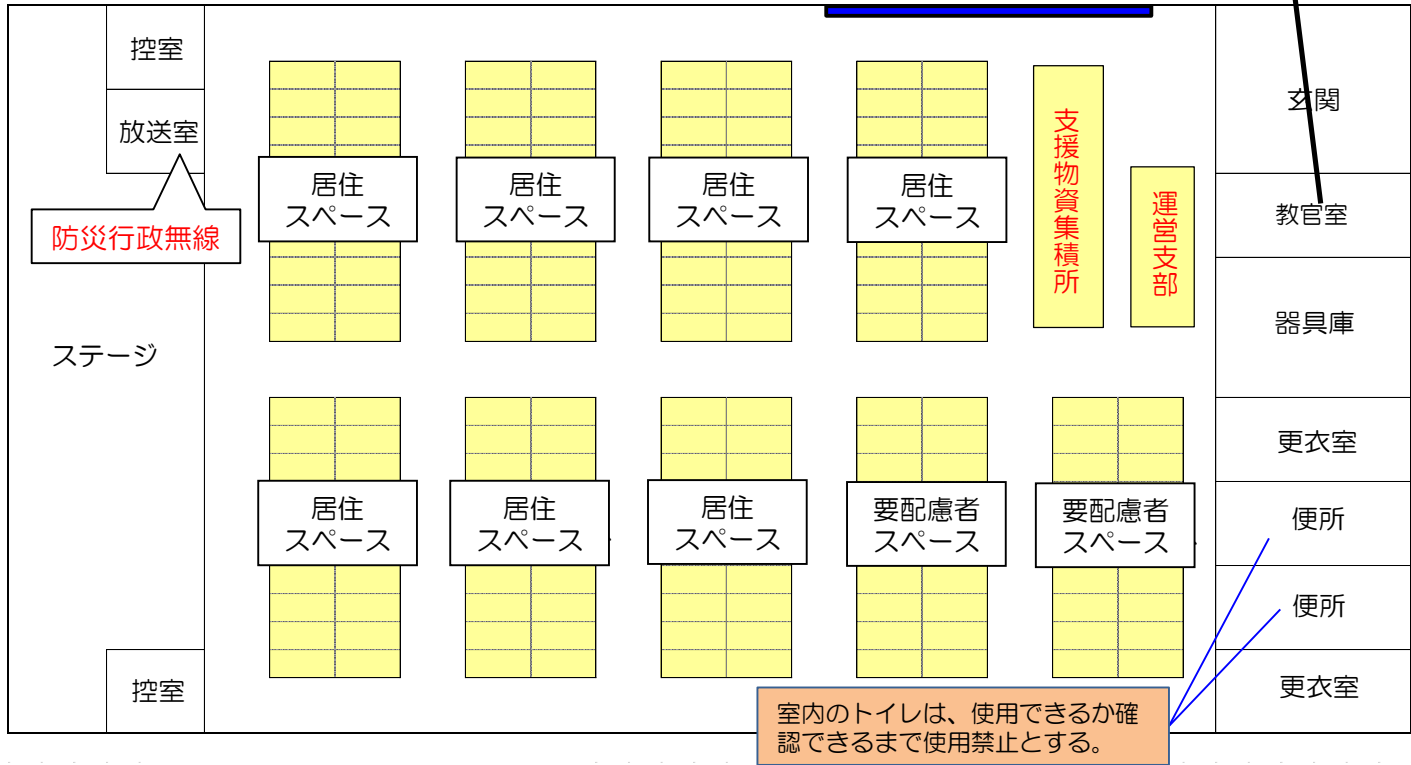 控室
放送室
防災行政無線
ステージ
控室
居住
スペース
居住
スペース
居住
スペース
居住
スペース
支援物資集積所
運営支部
居住
スペース
居住
スペース
居住
スペース
要配慮者
スペース
要配慮者
スペース
玄関
教官室
器具庫
更衣室
便所
便所
更衣室
室内のトイレは、使用できるか確
認できるまで使用禁止とする。